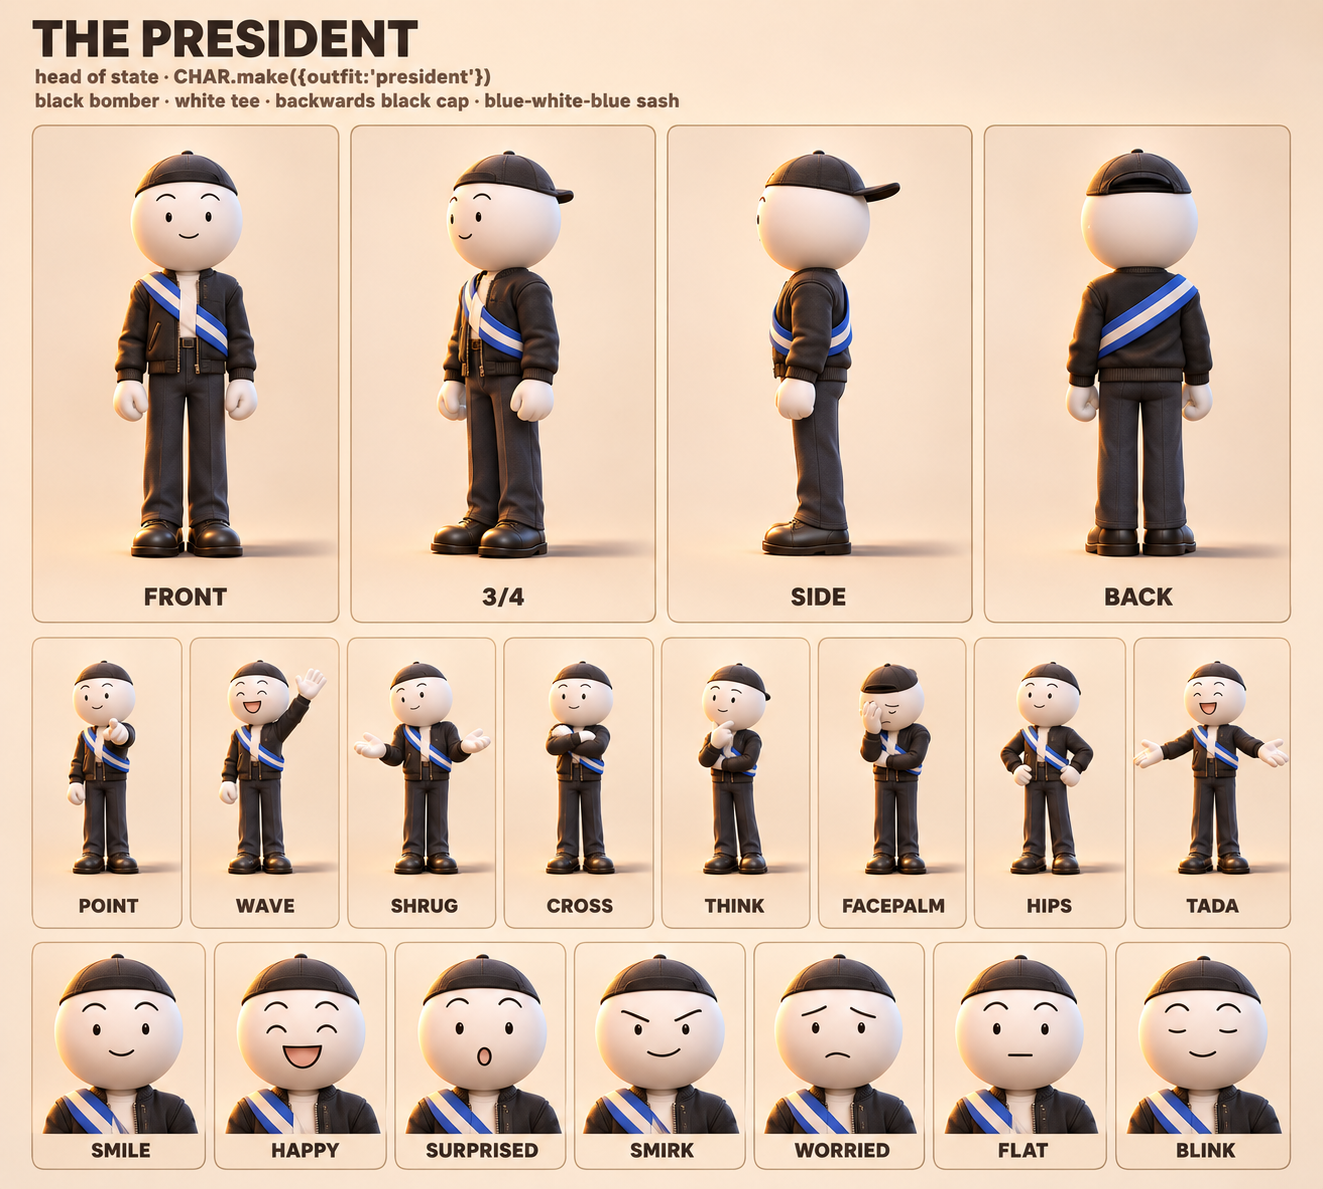 THE PRESIDENT
head of state · CHAR.make({outfit:'president'})
black bomber · white tee · backwards black cap · blue-white-blue sash
FRONT
3/4
SIDE
BACK
POINT
WAVE
SHRUG
CROSS
THINK
FACEPALM
HIPS
TADA
SMILE
HAPPY
SURPRISED
SMIRK
WORRIED
FLAT
BLINK